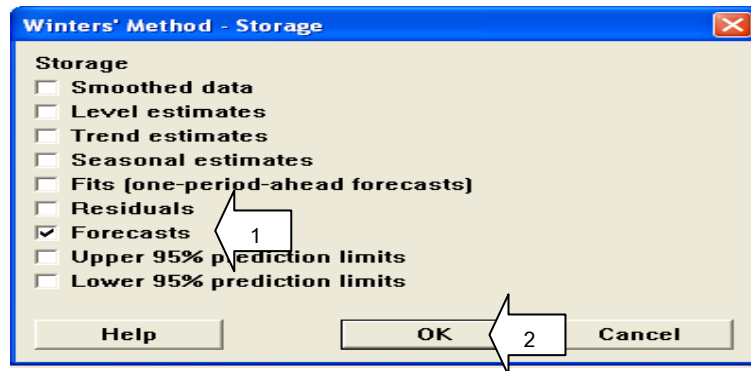 Winters' Method - Storage
Storage
Smoothed data
Level estimates
Trend estimates
Seasonal estimates
Fits (one-period-ahead forecasts)
Residuals
Forecasts 1
Upper 95% prediction limits
Lower 95% prediction limits
Help OK 2 Cancel